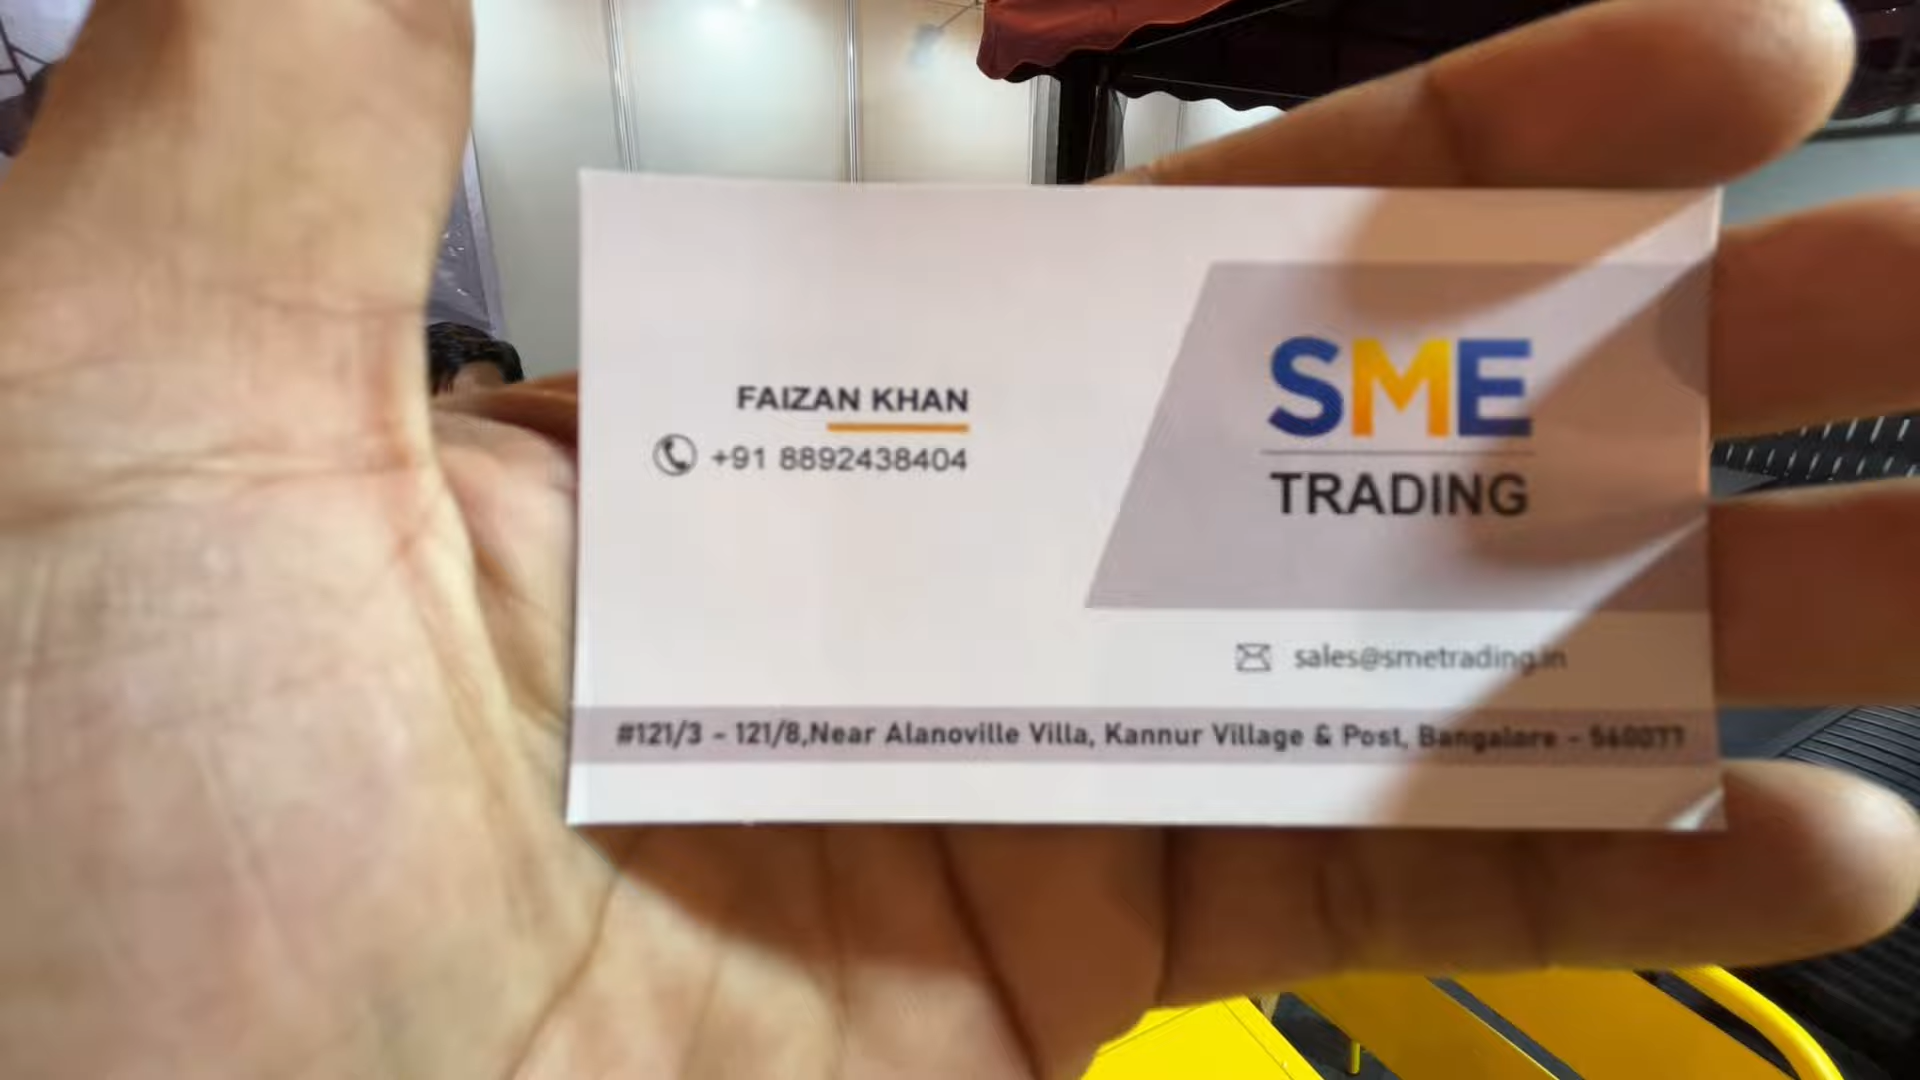 FAIZAN KHAN
+91 8892438404
SME
TRADING
sales@smetrading.in
#121/3 - 121/8,Near Alanoville Villa, Kannur Village & Post, Bangalore - 560077